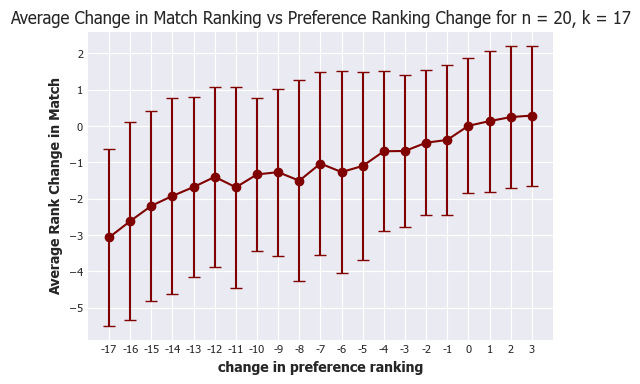 Average Change in Match Ranking vs Preference Ranking Change for n = 20, k = 17
Average Rank Change in Match
2
1
0
−1
−2
−3
−4
−5
-17 -16 -15 -14 -13 -12 -11 -10 -9 -8 -7 -6 -5 -4 -3 -2 -1 0 1 2 3
change in preference ranking